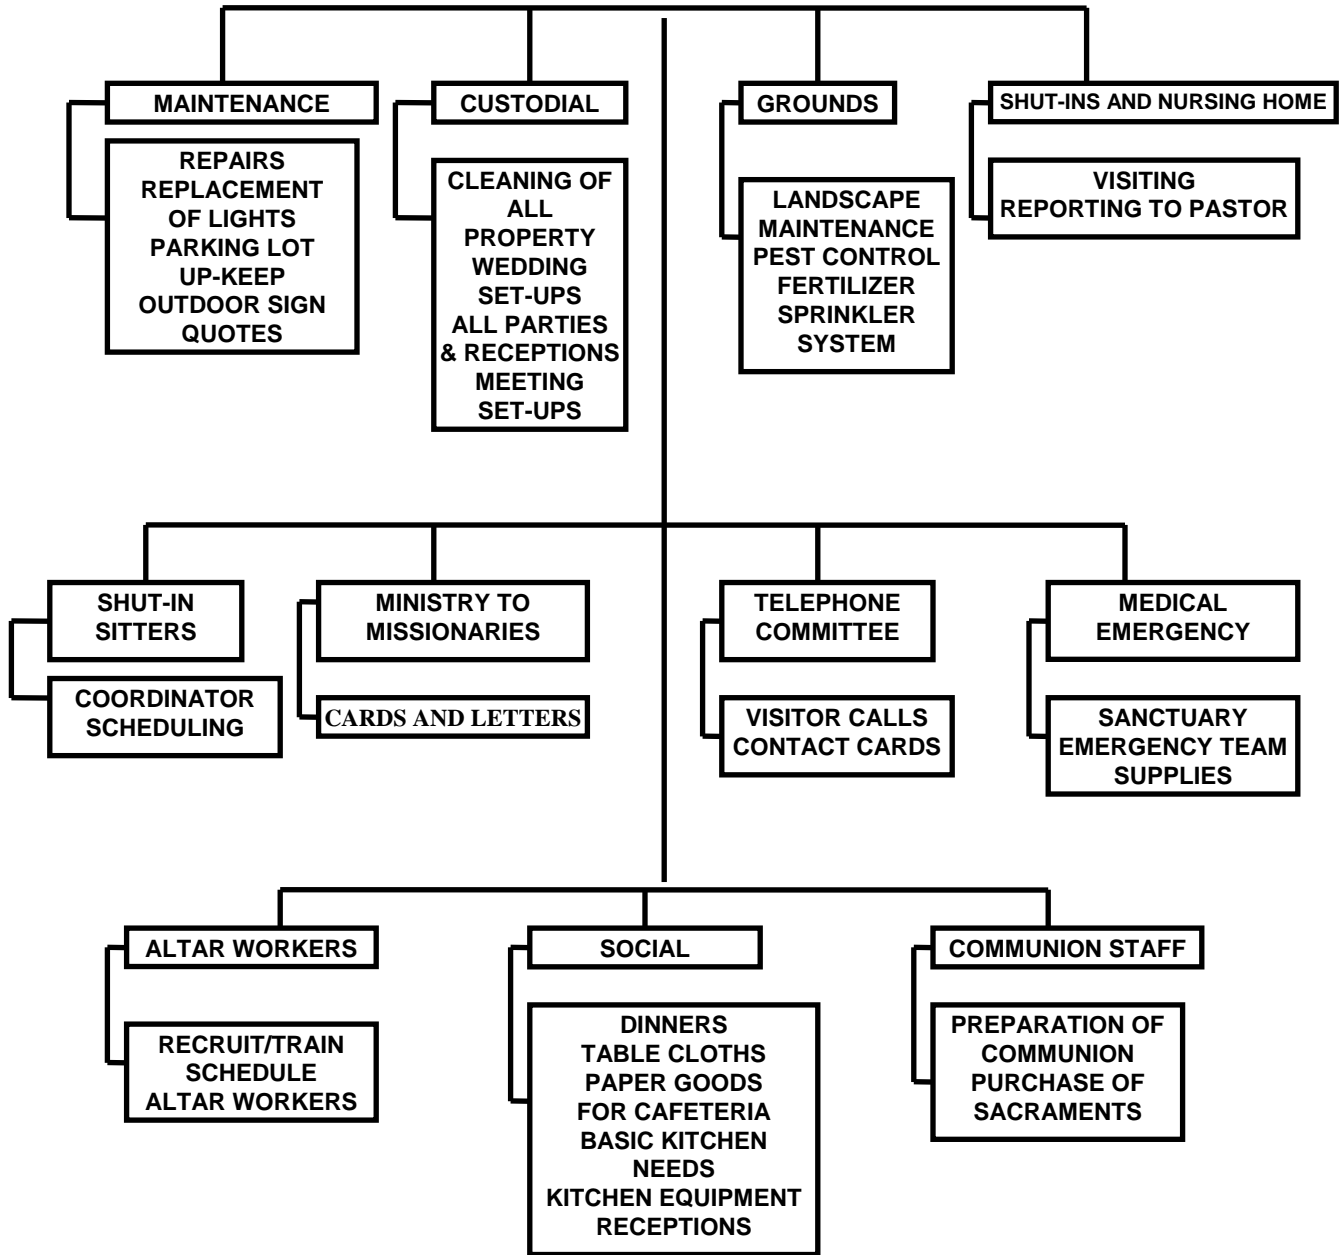 MAINTENANCE
REPAIRS
REPLACEMENT
OF LIGHTS
PARKING LOT
UP-KEEP
OUTDOOR SIGN
QUOTES
CUSTODIAL
CLEANING OF
ALL
PROPERTY
WEDDING
SET-UPS
ALL PARTIES
& RECEPTIONS
MEETING
SET-UPS
GROUNDS
LANDSCAPE
MAINTENANCE
PEST CONTROL
FERTILIZER
SPRINKLER
SYSTEM
SHUT-INS AND NURSING HOME
VISITING
REPORTING TO PASTOR
SHUT-IN
SITTERS
COORDINATOR
SCHEDULING
MINISTRY TO
MISSIONARIES
CARDS AND LETTERS
TELEPHONE
COMMITTEE
VISITOR CALLS
CONTACT CARDS
MEDICAL
EMERGENCY
SANCTUARY
EMERGENCY TEAM
SUPPLIES
ALTAR WORKERS
RECRUIT/TRAIN
SCHEDULE
ALTAR WORKERS
SOCIAL
DINNERS
TABLE CLOTHS
PAPER GOODS
FOR CAFETERIA
BASIC KITCHEN
NEEDS
KITCHEN EQUIPMENT
RECEPTIONS
COMMUNION STAFF
PREPARATION OF
COMMUNION
PURCHASE OF
SACRAMENTS